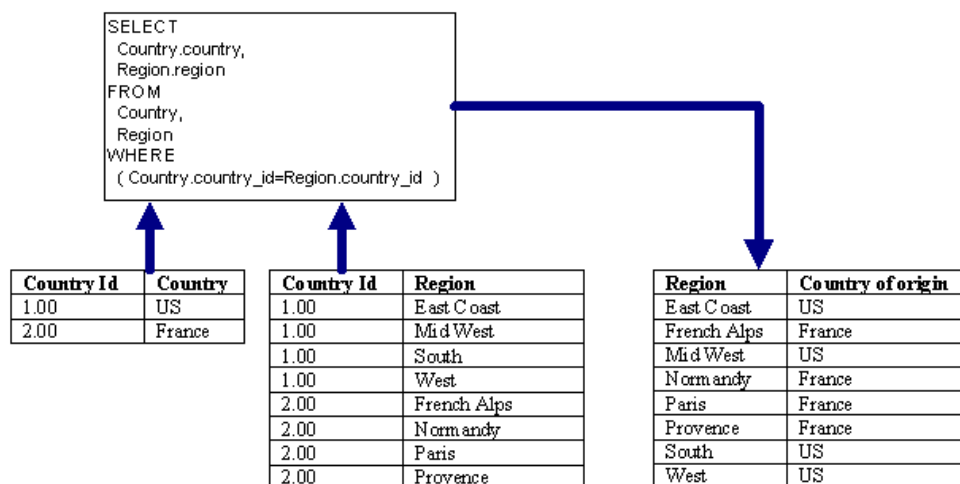 SELECT
Country.country,
Region.region
FROM
Country,
Region
WHERE
( Country.country_id=Region.country_id )
Country Id Country
1.00 US
2.00 France
Country Id Region
1.00 East Coast
1.00 Mid West
1.00 South
1.00 West
2.00 French Alps
2.00 Normandy
2.00 Paris
2.00 Provence
Region Country of origin
East Coast US
French Alps France
Mid West US
Normandy France
Paris France
Provence France
South US
West US